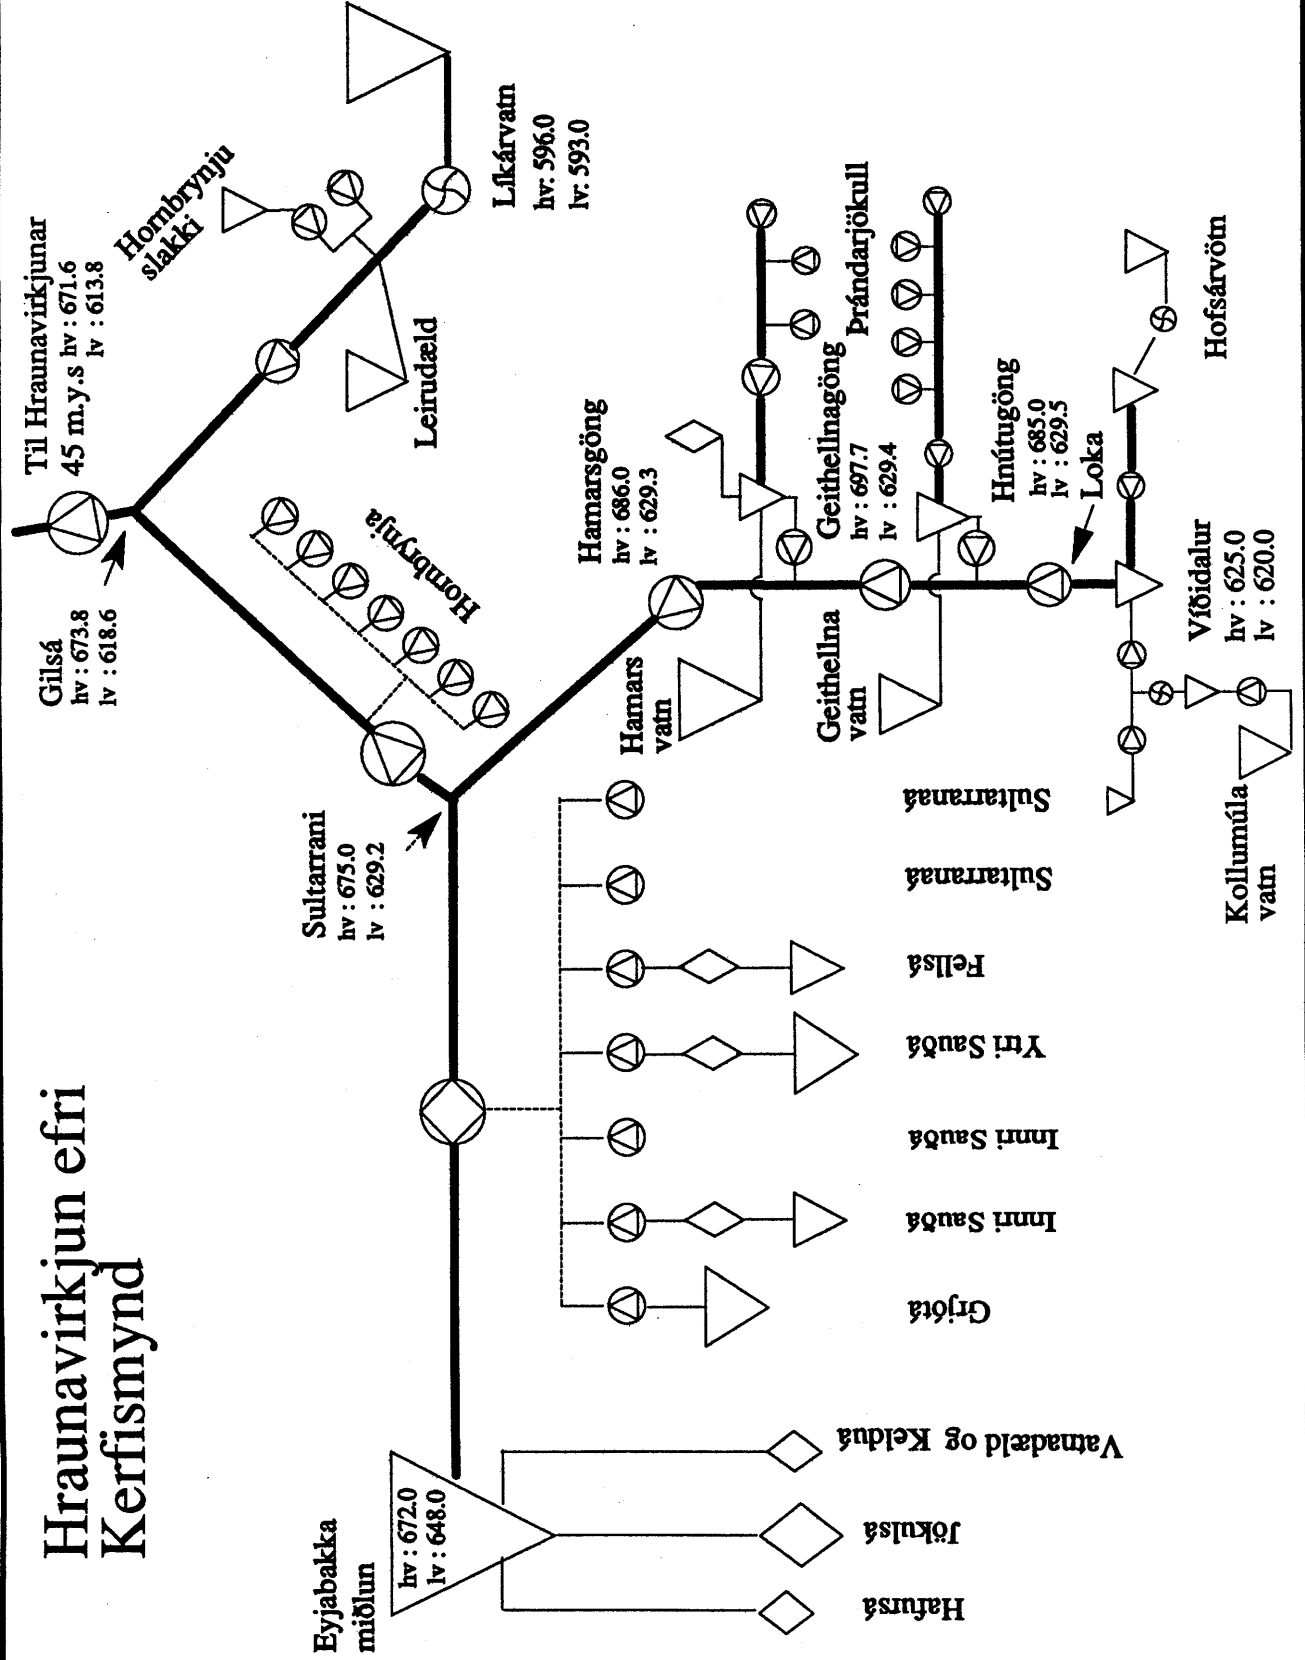 Hraunavirkjun efri
Kerfismynd
Til Hraunavirkjunar
45 m.y.s hv : 671.6
lv : 613.8
Gilsá
hv : 673.8
lv : 618.6
Hornbrynju
slakki
Líkárvatn
hv: 596.0
lv: 593.0
Leirudæld
Hornbrynja
Sultarrani
hv : 675.0
lv : 629.2
Hamarsgöng
hv : 686.0
lv : 629.3
Hamars
vatn
Geithellnagöng
hv : 697.7
lv : 629.4
Geithellna
vatn
Þrándarjökull
Hnútugöng
hv : 685.0
lv : 629.5
Loka
Víðidalur
hv : 625.0
lv : 620.0
Hofsárvötn
Kollumúla
vatn
Eyjabakka
miðlun
hv : 672.0
lv : 648.0
Sultarranaá
Sultarranaá
Fellsá
Ytri Sauðá
Innri Sauðá
Innri Sauðá
Grjótá
Vatnadæld og Kelduá
Jökulsá
Hafursá